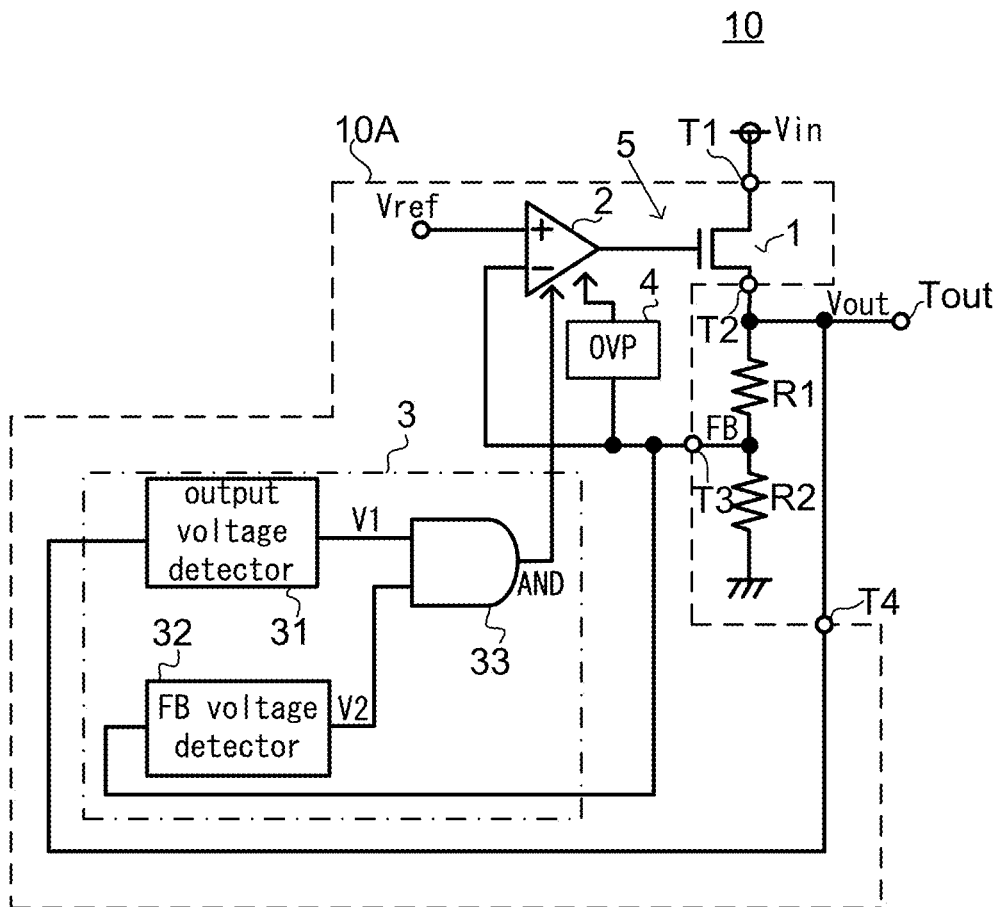 10
10A
T1
Vin
5
2
Vref
+
−
1
4
T2
Vout
Tout
OVP
R1
3
FB
T3
R2
output
voltage
detector
V1
AND
T4
31
32
33
FB voltage
detector
V2